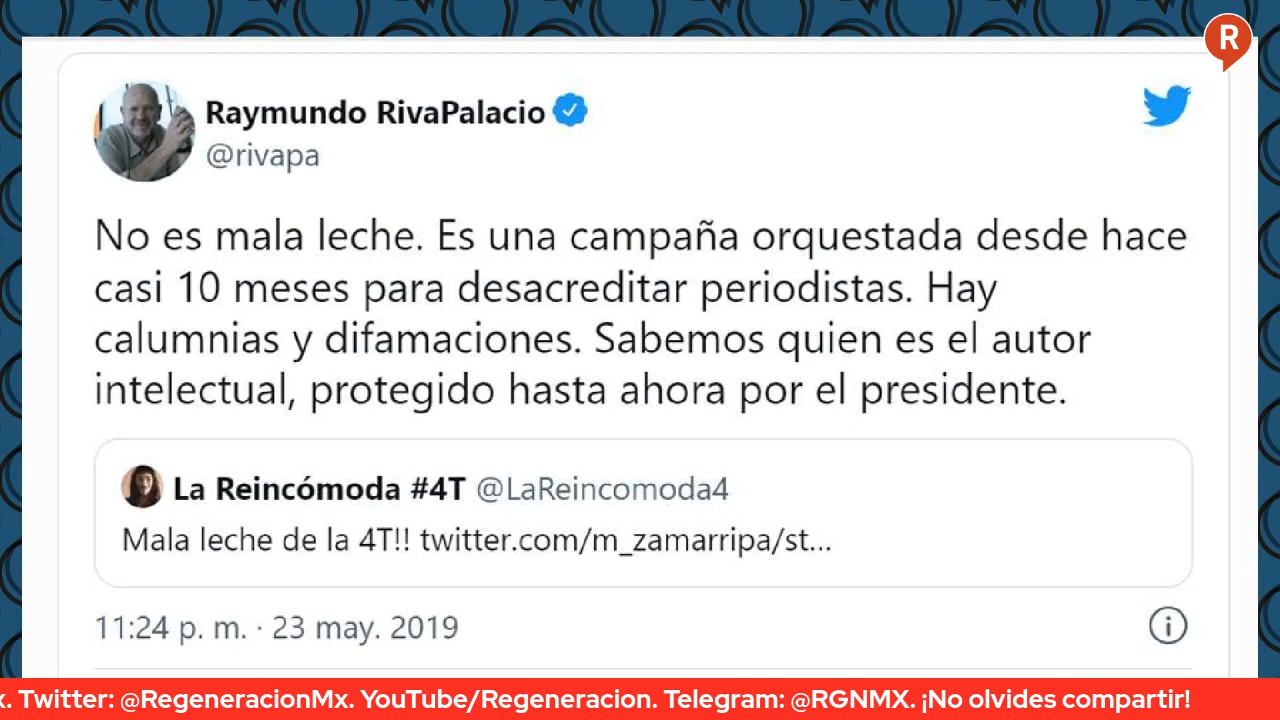 R
Raymundo RivaPalacio
@rivapa
No es mala leche. Es una campaña orquestada desde hace
casi 10 meses para desacreditar periodistas. Hay
calumnias y difamaciones. Sabemos quien es el autor
intelectual, protegido hasta ahora por el presidente.
La Reincómoda #4T @LaReincomoda4
Mala leche de la 4T!! twitter.com/m_zamarripa/st...
11:24 p. m. · 23 may. 2019
x. Twitter: @RegeneracionMx. YouTube/Regeneracion. Telegram: @RGNMX. ¡No olvides compartir!